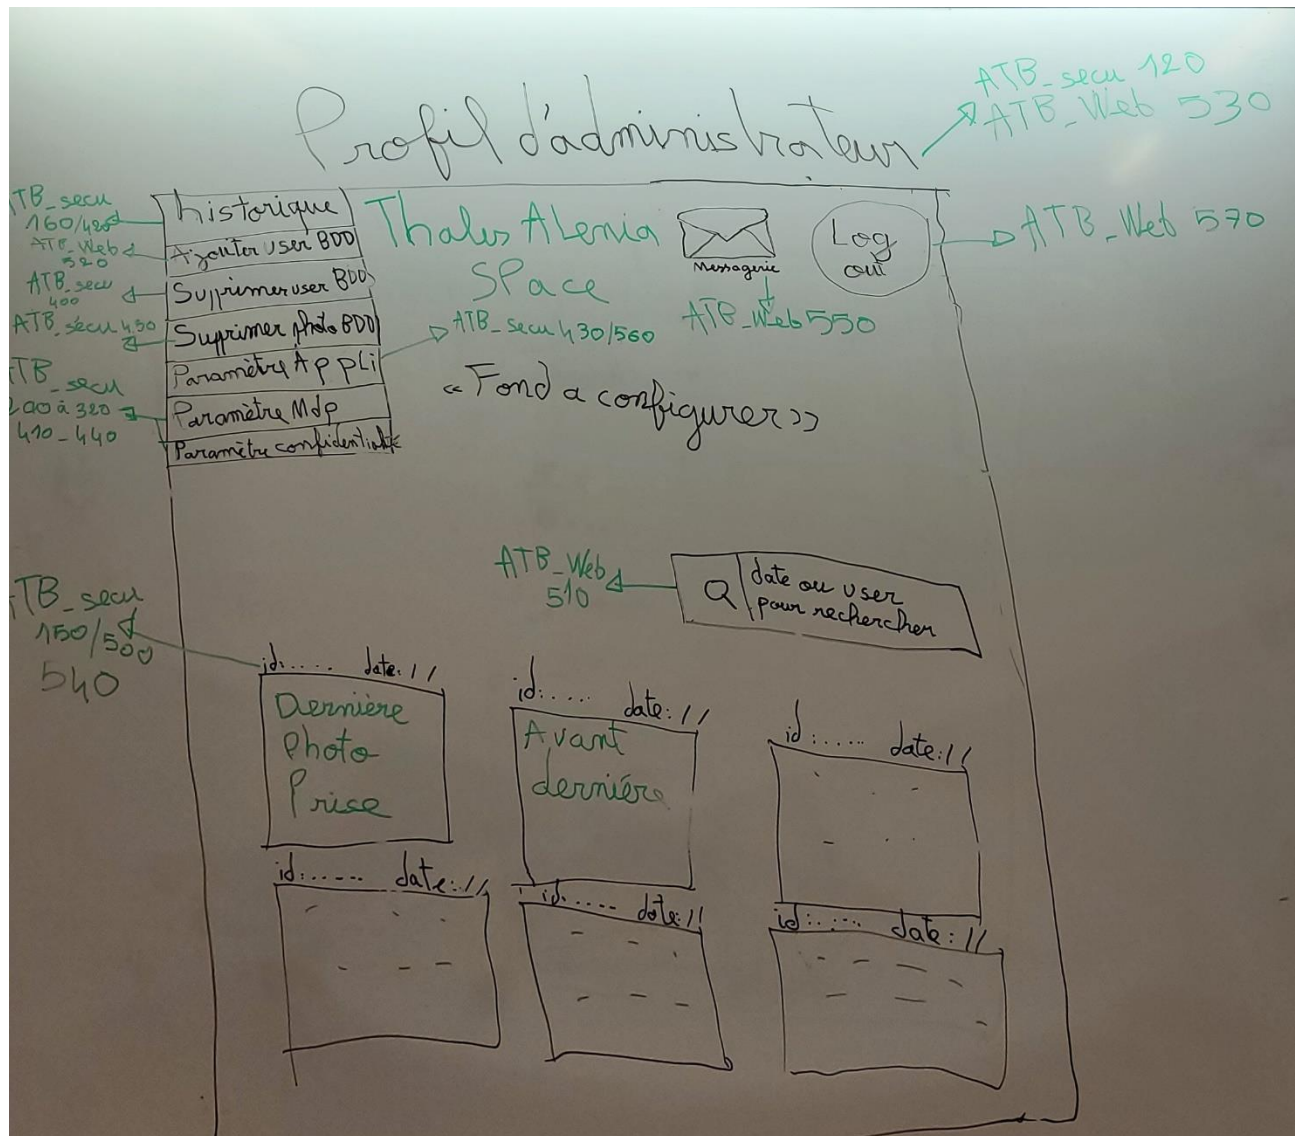 Profil d'administrateur
ATB_secu 120
ATB_Web 530
TB_secu
160/420
ATB_Web
520
ATB_secu
400
ATB_sécu 450
TB_secu
200 à 320
410_440
historique
Ajouter user BDD
Supprimer user BDD
Suprimer photo BDD
Paramètre AppLi
Paramètre Mdp
Paramètre confidentialité
Thales Alenia
SPace
Messagerie
Log
out
ATB_Web 570
ATB_secu 430/560
ATB_Web 550
« Fond a configurer »
ATB_Web
510
date ou user
pour rechercher
TB_secu
150/500
540
id:..... date: //
Dernière
photo
Prise
id:..... date: //
Avant
dernière
id:..... date: //
id:..... date: //
id:..... date: //
id:..... date: //